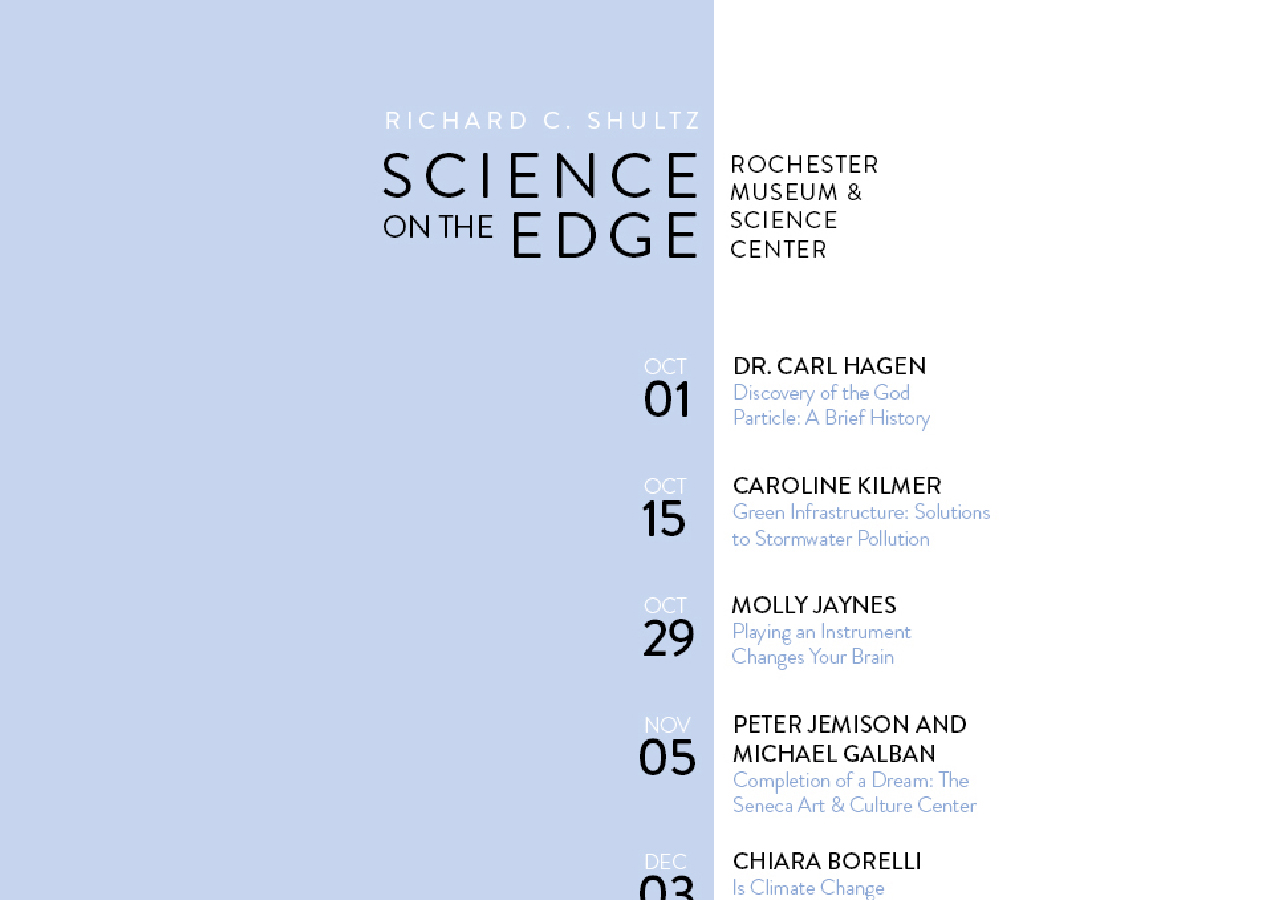 RICHARD C. SHULTZ
SCIENCE
ON THE EDGE
ROCHESTER
MUSEUM &
SCIENCE
CENTER
OCT
01
DR. CARL HAGEN
Discovery of the God
Particle: A Brief History
OCT
15
CAROLINE KILMER
Green Infrastructure: Solutions
to Stormwater Pollution
OCT
29
MOLLY JAYNES
Playing an Instrument
Changes Your Brain
NOV
05
PETER JEMISON AND
MICHAEL GALBAN
Completion of a Dream: The
Seneca Art & Culture Center
DEC
03
CHIARA BORELLI
Is Climate Change